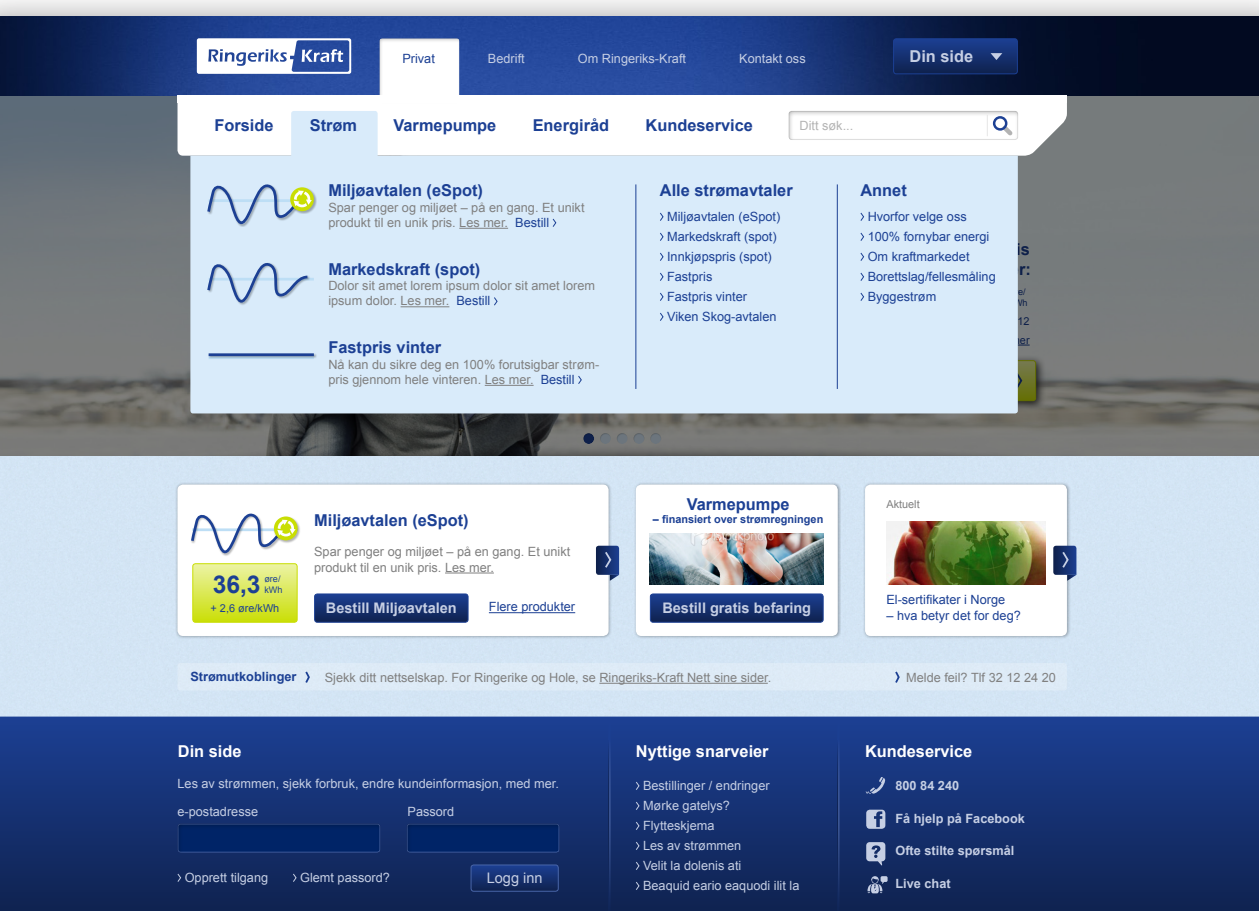 Ringeriks-Kraft
Privat
Bedrift
Om Ringeriks-Kraft
Kontakt oss
Din side
Forside
Strøm
Varmepumpe
Energiråd
Kundeservice
Ditt søk...
Miljøavtalen (eSpot)
Spar penger og miljøet – på en gang. Et unikt
produkt til en unik pris. Les mer. Bestill ›
Markedskraft (spot)
Dolor sit amet lorem ipsum dolor sit amet lorem
ipsum dolor. Les mer. Bestill ›
Fastpris vinter
Nå kan du sikre deg en 100% forutsigbar strøm-
pris gjennom hele vinteren. Les mer. Bestill ›
Alle strømavtaler
› Miljøavtalen (eSpot)
› Markedskraft (spot)
› Innkjøpspris (spot)
› Fastpris
› Fastpris vinter
› Viken Skog-avtalen
Annet
› Hvorfor velge oss
› 100% fornybar energi
› Om kraftmarkedet
› Borettslag/fellesmåling
› Byggestrøm
Miljøavtalen (eSpot)
Spar penger og miljøet – på en gang. Et unikt
produkt til en unik pris. Les mer.
36,3 øre/
kWh
+ 2,6 øre/kWh
Bestill Miljøavtalen
Flere produkter
Varmepumpe
– finansiert over strømregningen
Bestill gratis befaring
Aktuelt
El-sertifikater i Norge
– hva betyr det for deg?
Strømutkoblinger › Sjekk ditt nettselskap. For Ringerike og Hole, se Ringeriks-Kraft Nett sine sider.
› Melde feil? Tlf 32 12 24 20
Din side
Les av strømmen, sjekk forbruk, endre kundeinformasjon, med mer.
e-postadresse
Passord
› Opprett tilgang
› Glemt passord?
Logg inn
Nyttige snarveier
› Bestillinger / endringer
› Mørke gatelys?
› Flytteskjema
› Les av strømmen
› Velit la dolenis ati
› Beaquid eario eaquodi ilit la
Kundeservice
800 84 240
Få hjelp på Facebook
Ofte stilte spørsmål
Live chat